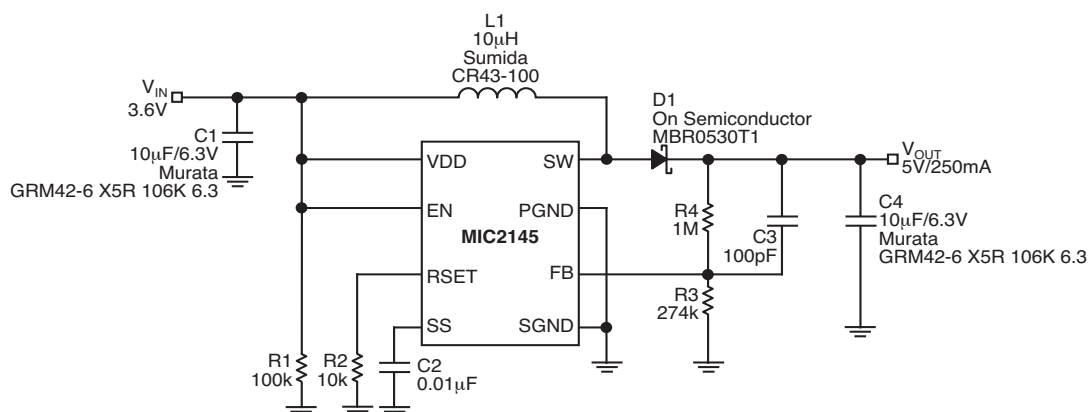 L1
10μH
Sumida
CR43-100
VIN
3.6V
C1
10μF/6.3V
Murata
GRM42-6 X5R 106K 6.3
D1
On Semiconductor
MBR0530T1
VOUT
5V/250mA
VDD
SW
EN
PGND
MIC2145
RSET
FB
SS
SGND
R4
1M
C3
100pF
C4
10μF/6.3V
Murata
GRM42-6 X5R 106K 6.3
R3
274k
R1
100k
R2
10k
C2
0.01μF